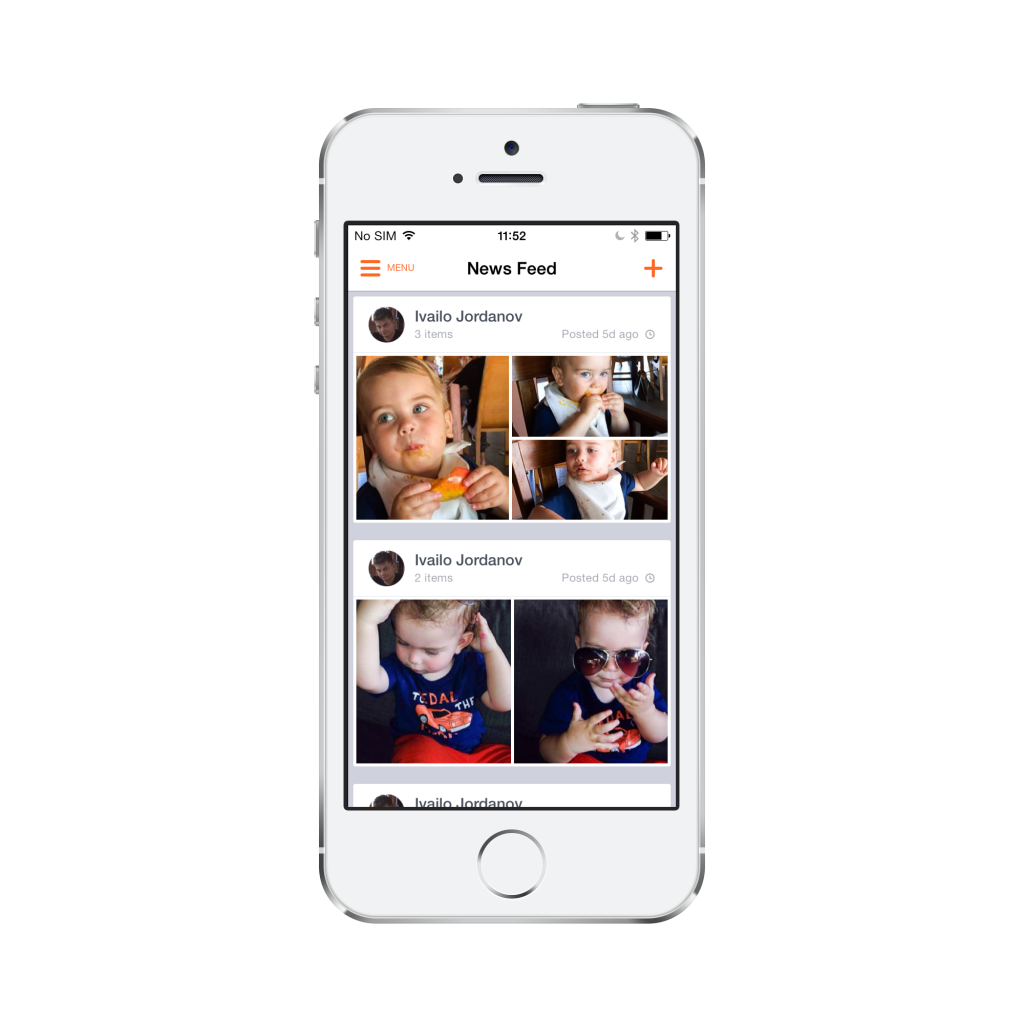 No SIM 11:52
MENU News Feed
Ivailo Jordanov
3 items Posted 5d ago
Ivailo Jordanov
2 items Posted 5d ago
THE
Ivailo Jordanov